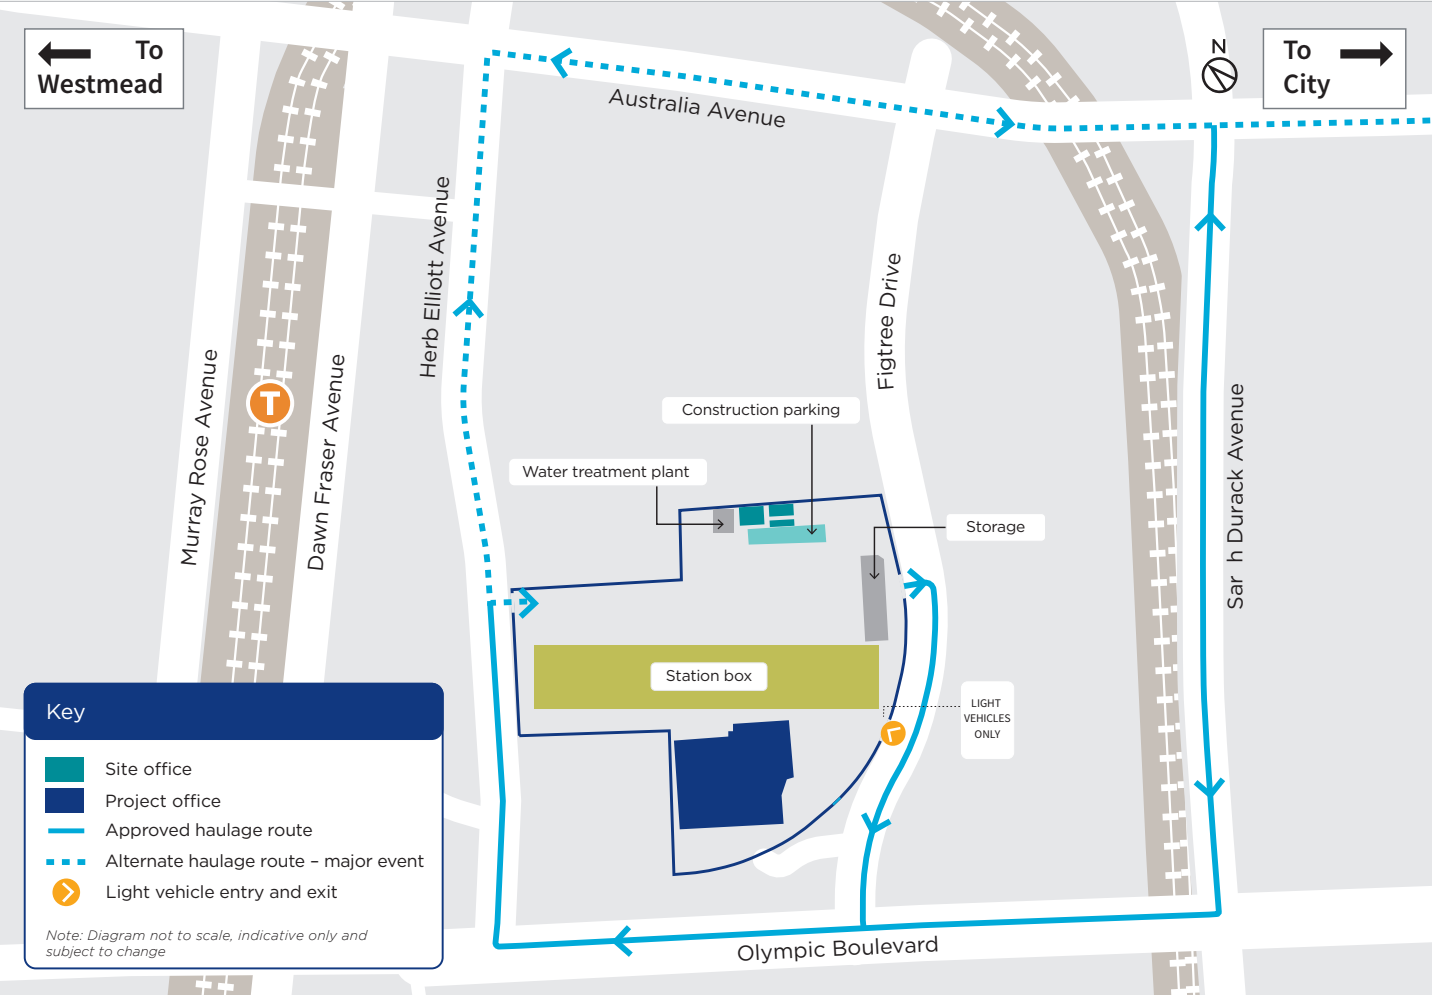 To
Westmead
N
To
City
Australia Avenue
Herb Elliott Avenue
Figtree Drive
Murray Rose Avenue
Dawn Fraser Avenue
T
Sar h Durack Avenue
Construction parking
Water treatment plant
Storage
Station box
LIGHT
VEHICLES
ONLY
Olympic Boulevard
Key
Site office
Project office
Approved haulage route
Alternate haulage route – major event
Light vehicle entry and exit
Note: Diagram not to scale, indicative only and
subject to change